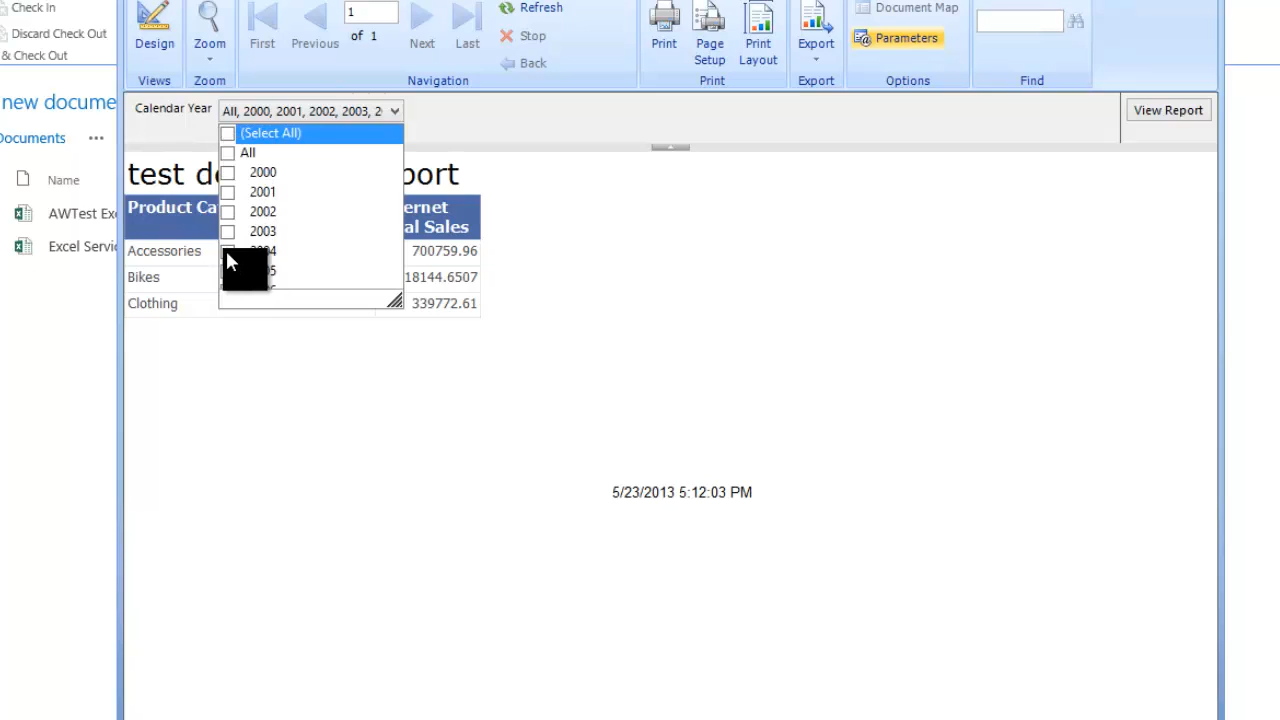 Check In
Discard Check Out
& Check Out
Design
Views
Zoom
Zoom
First
Previous
1
of 1
Next
Last
Refresh
Stop
Back
Navigation
Print
Page Setup
Print Layout
Print
Export
Export
Document Map
Parameters
Options
Find
new docume
Documents
Name
AWTest Ex
Excel Servi
Calendar Year
All, 2000, 2001, 2002, 2003, 2
View Report
(Select All)
All
2000
2001
2002
2003
test
port
Product Ca
ernet
al Sales
Accessories
700759.96
Bikes
18144.6507
Clothing
339772.61
5/23/2013 5:12:03 PM